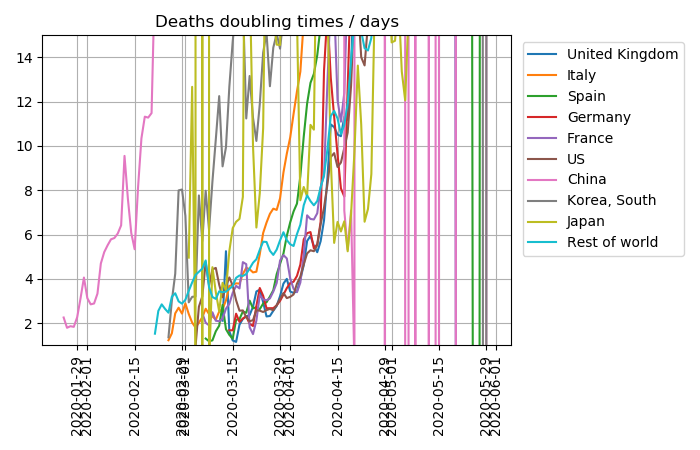 Deaths doubling times / days
14
12
10
8
6
4
2
2020-01-29
2020-02-01
2020-02-15
2020-02-29
2020-03-01
2020-03-15
2020-03-29
2020-04-01
2020-04-15
2020-04-29
2020-05-01
2020-05-15
2020-05-29
2020-06-01
United Kingdom
Italy
Spain
Germany
France
US
China
Korea, South
Japan
Rest of world